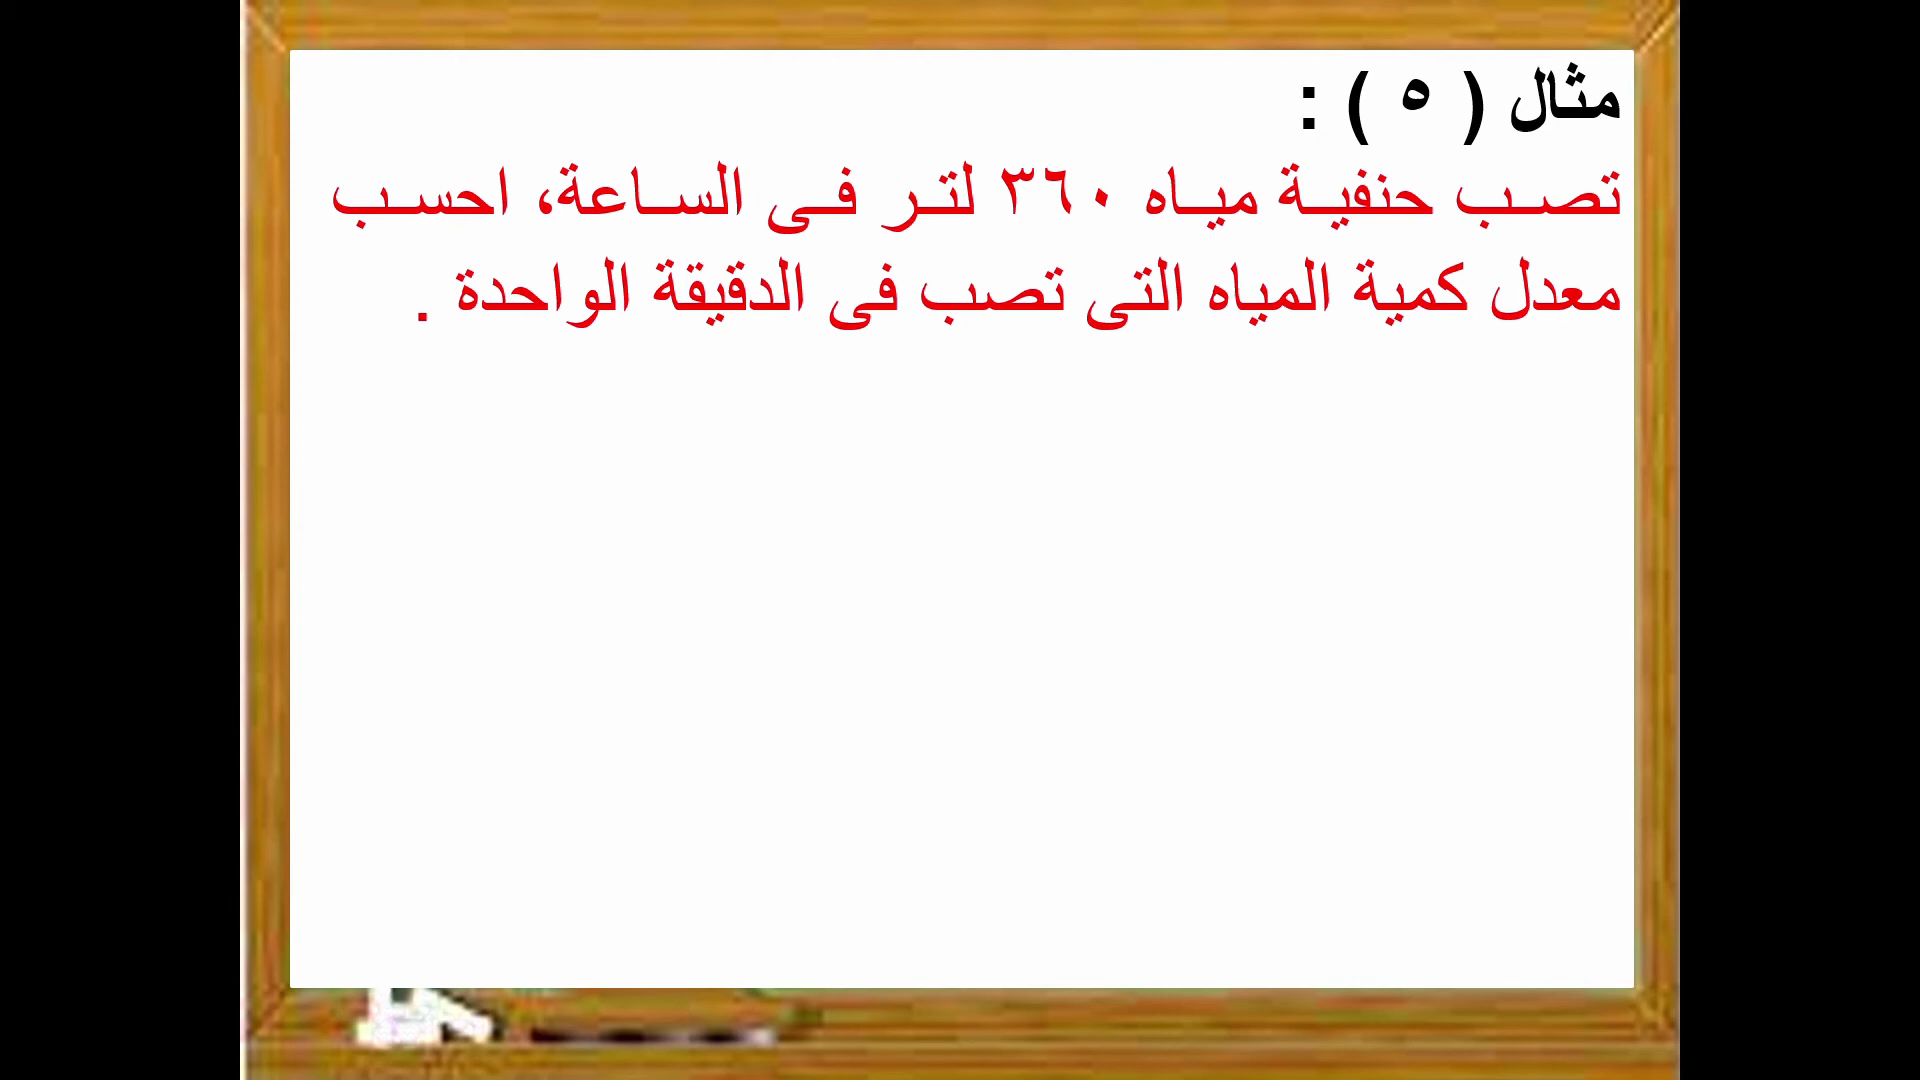 مثال ( ٥ ) :
تصب حنفية مياه ٣٦٠ لتر فى الساعة، احسب
معدل كمية المياه التى تصب فى الدقيقة الواحدة .